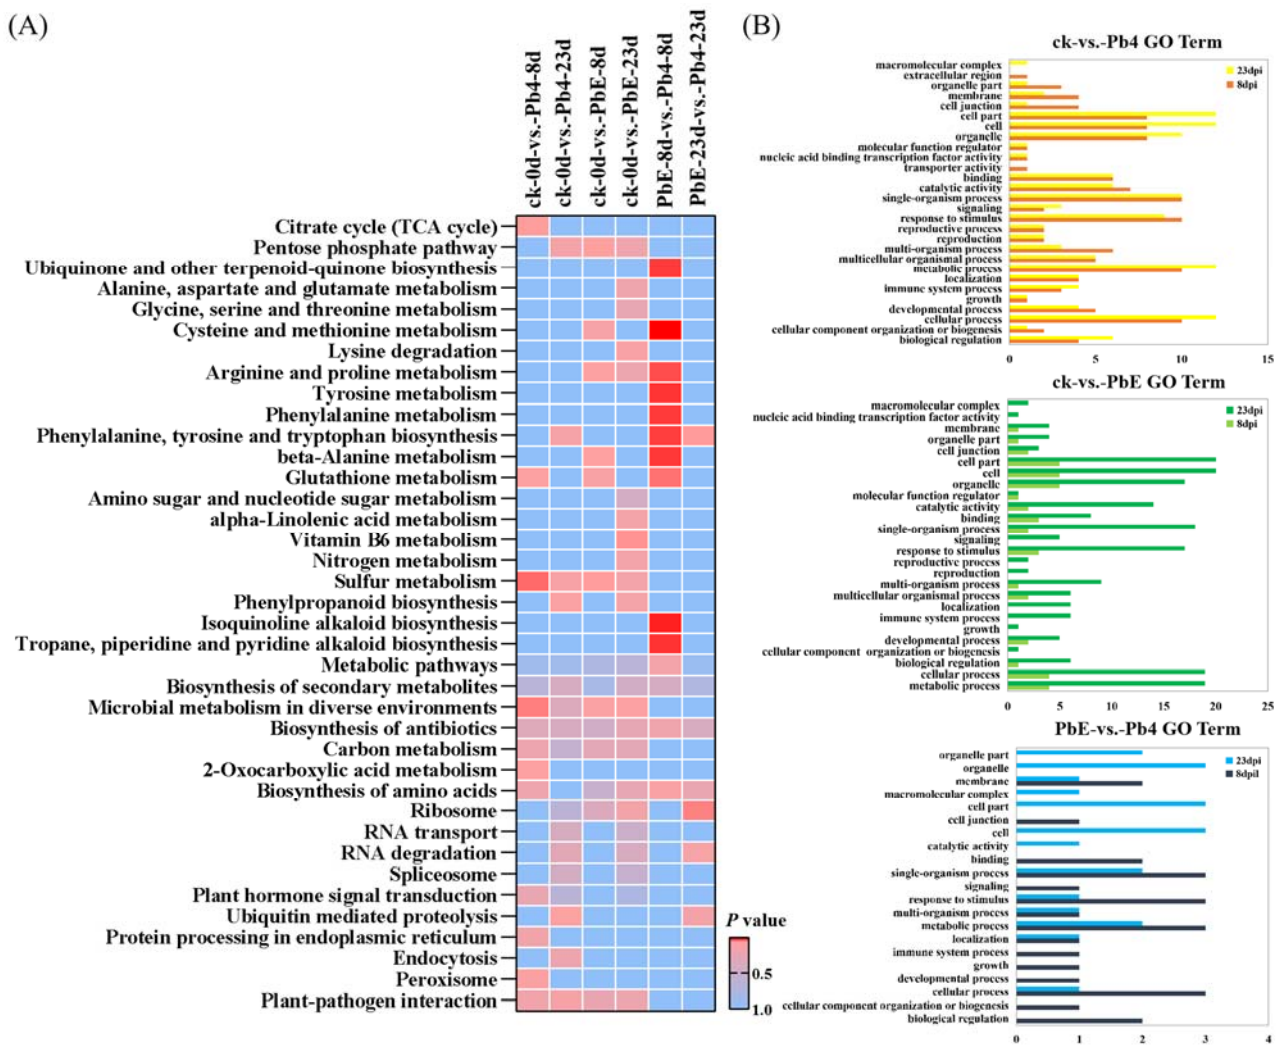 (A)
ck-0d-vs.-Pb4-8d
ck-0d-vs.-Pb4-23d
ck-0d-vs.-PbE-8d
ck-0d-vs.-PbE-23d
PbE-8d-vs.-Pb4-8d
PbE-23d-vs.-Pb4-23d
Citrate cycle (TCA cycle)
Pentose phosphate pathway
Ubiquinone and other terpenoid-quinone biosynthesis
Alanine, aspartate and glutamate metabolism
Glycine, serine and threonine metabolism
Cysteine and methionine metabolism
Lysine degradation
Arginine and proline metabolism
Tyrosine metabolism
Phenylalanine metabolism
Phenylalanine, tyrosine and tryptophan biosynthesis
beta-Alanine metabolism
Glutathione metabolism
Amino sugar and nucleotide sugar metabolism
alpha-Linolenic acid metabolism
Vitamin B6 metabolism
Nitrogen metabolism
Sulfur metabolism
Phenylpropanoid biosynthesis
Isoquinoline alkaloid biosynthesis
Tropane, piperidine and pyridine alkaloid biosynthesis
Metabolic pathways
Biosynthesis of secondary metabolites
Microbial metabolism in diverse environments
Biosynthesis of antibiotics
Carbon metabolism
2-Oxocarboxylic acid metabolism
Biosynthesis of amino acids
Ribosome
RNA transport
RNA degradation
Spliceosome
Plant hormone signal transduction
Ubiquitin mediated proteolysis
Protein processing in endoplasmic reticulum
Endocytosis
Peroxisome
Plant-pathogen interaction
P value
0.5
1.0
(B)
ck-vs.-Pb4 GO Term
23dpi
8dpi
macromolecular complex
extracellular region
organelle part
membrane
cell junction
cell part
cell
organelle
molecular function regulator
nucleic acid binding transcription factor activity
transporter activity
binding
catalytic activity
single-organism process
signaling
response to stimulus
reproductive process
reproduction
multi-organism process
multicellular organismal process
metabolic process
localization
immune system process
growth
developmental process
cellular process
cellular component organization or biogenesis
biological regulation
0 5 10 15
ck-vs.-PbE GO Term
23dpi
8dpi
macromolecular complex
nucleic acid binding transcription factor activity
membrane
organelle part
cell junction
cell part
cell
organelle
molecular function regulator
catalytic activity
binding
single-organism process
signaling
response to stimulus
reproductive process
reproduction
multi-organism process
multicellular organismal process
localization
immune system process
growth
developmental process
cellular component organization or biogenesis
biological regulation
cellular process
metabolic process
0 5 10 15 20 25
PbE-vs.-Pb4 GO Term
23dpi
8dpiI
organelle part
organelle
membrane
macromolecular complex
cell part
cell junction
cell
catalytic activity
binding
single-organism process
signaling
response to stimulus
multi-organism process
metabolic process
localization
immune system process
growth
developmental process
cellular process
cellular component organization or biogenesis
biological regulation
0 1 2 3 4